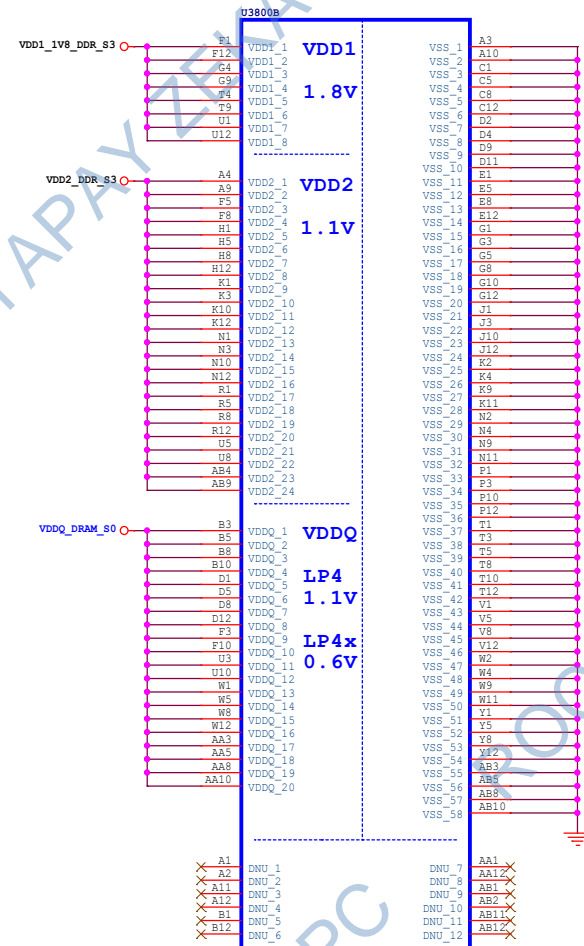 U3800B
VDD1_1V8_DDR_S3
F1 VDD1_1 VDD1 VSS_1 A3
F12 VDD1_2 VSS_2 A10
G4 VDD1_3 VSS_3 C1
G9 VDD1_4 1.8V VSS_4 C5
T4 VDD1_5 VSS_5 C8
T9 VDD1_6 VSS_6 C12
U1 VDD1_7 VSS_7 D2
U12 VDD1_8 VSS_8 D4
VSS_9 D9
VSS_10 D11
VDD2_DDR_S3
A4 VDD2_1 VDD2 VSS_11 E1
A9 VDD2_2 VSS_12 E5
F5 VDD2_3 VSS_13 E8
F8 VDD2_4 1.1V VSS_14 E12
H1 VDD2_5 VSS_15 G1
H5 VDD2_6 VSS_16 G3
H8 VDD2_7 VSS_17 G5
H12 VDD2_8 VSS_18 G8
K1 VDD2_9 VSS_19 G10
K3 VDD2_10 VSS_20 G12
K10 VDD2_11 VSS_21 J1
K12 VDD2_12 VSS_22 J3
N1 VDD2_13 VSS_23 J10
N3 VDD2_14 VSS_24 J12
N10 VDD2_15 VSS_25 K2
N12 VDD2_16 VSS_26 K4
R1 VDD2_17 VSS_27 K9
R5 VDD2_18 VSS_28 K11
R8 VDD2_19 VSS_29 N2
R12 VDD2_20 VSS_30 N4
U5 VDD2_21 VSS_31 N9
U8 VDD2_22 VSS_32 N11
AB4 VDD2_23 VSS_33 P1
AB9 VDD2_24 VSS_34 P3
VSS_35 P10
VSS_36 P12
VDDQ_DRAM_S0
B3 VDDQ_1 VDDQ VSS_37 T1
B5 VDDQ_2 VSS_38 T3
B8 VDDQ_3 VSS_39 T5
B10 VDDQ_4 LP4 VSS_40 T8
D1 VDDQ_5 VSS_41 T10
D5 VDDQ_6 1.1V VSS_42 T12
D8 VDDQ_7 VSS_43 V1
D12 VDDQ_8 VSS_44 V5
F3 VDDQ_9 LP4x VSS_45 V8
F10 VDDQ_10 VSS_46 V12
U3 VDDQ_11 0.6V VSS_47 W2
U10 VDDQ_12 VSS_48 W4
W1 VDDQ_13 VSS_49 W9
W5 VDDQ_14 VSS_50 W11
W8 VDDQ_15 VSS_51 Y1
W12 VDDQ_16 VSS_52 Y5
AA3 VDDQ_17 VSS_53 Y8
AA5 VDDQ_18 VSS_54 Y12
AA8 VDDQ_19 VSS_55 AB3
AA10 VDDQ_20 VSS_56 AB5
VSS_57 AB8
VSS_58 AB10
A1 DNU_1 DNU_7 AA1
A2 DNU_2 DNU_8 AA12
A11 DNU_3 DNU_9 AB1
A12 DNU_4 DNU_10 AB2
B1 DNU_5 DNU_11 AB11
B12 DNU_6 DNU_12 AB12
TAPAY ZEKA
ROC
PC